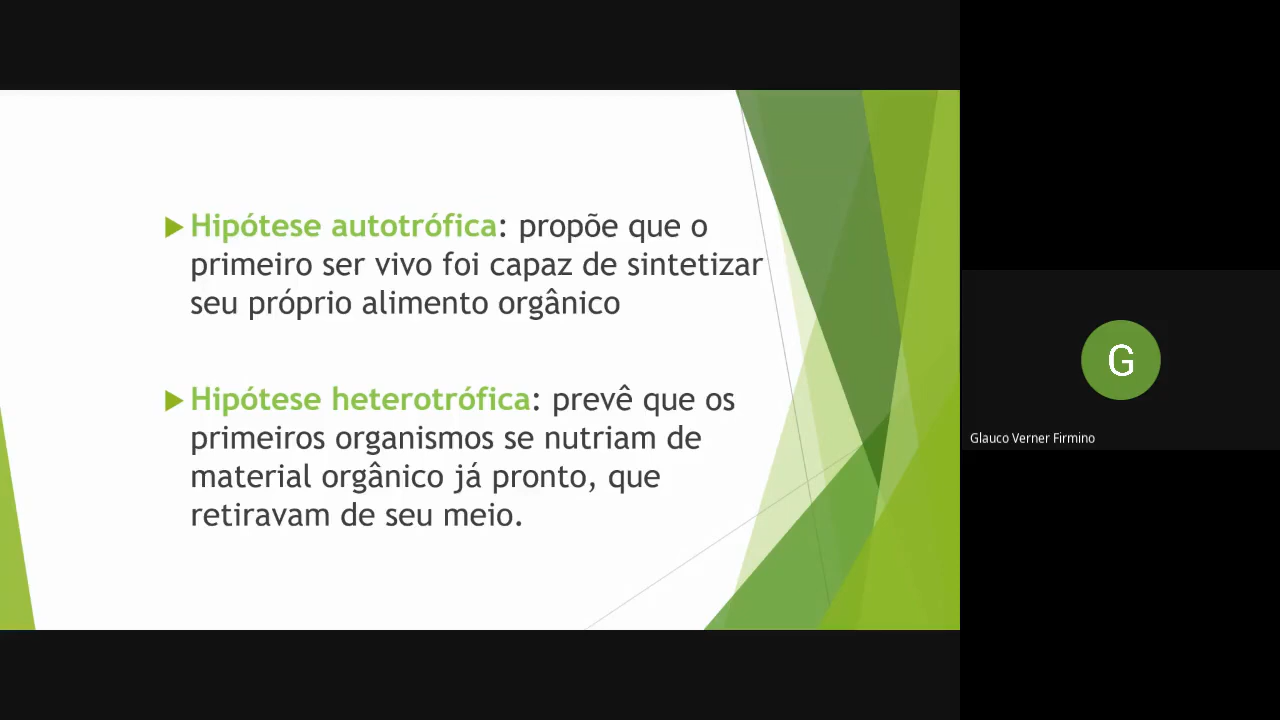 Hipótese autotrófica: propõe que o
primeiro ser vivo foi capaz de sintetizar
seu próprio alimento orgânico
Hipótese heterotrófica: prevê que os
primeiros organismos se nutriam de
material orgânico já pronto, que
retiravam de seu meio.
G
Glauco Verner Firmino